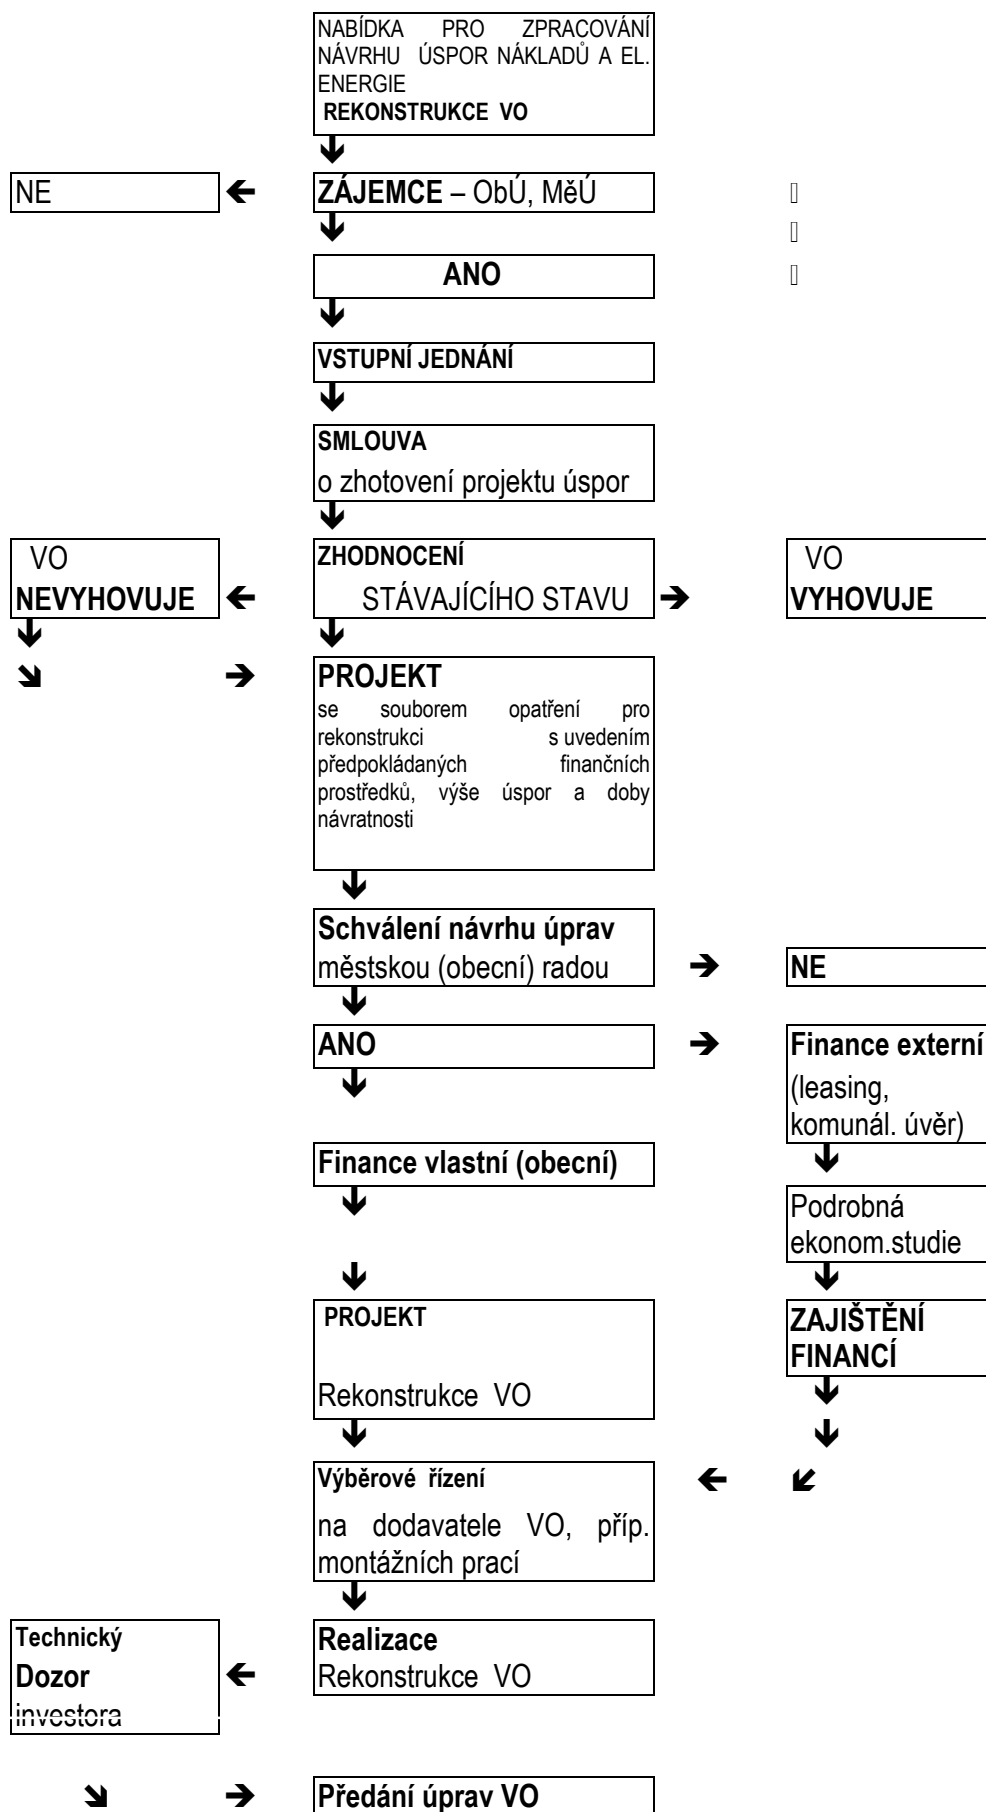 NABÍDKA PRO ZPRACOVÁNÍ
NÁVRHU ÚSPOR NÁKLADŮ A EL.
ENERGIE
REKONSTRUKCE VO
NE
ZÁJEMCE – ObÚ, MěÚ
ANO
VSTUPNÍ JEDNÁNÍ
SMLOUVA
o zhotovení projektu úspor
VO
NEVYHOVUJE
ZHODNOCENÍ
STÁVAJÍCÍHO STAVU
VO
VYHOVUJE
PROJEKT
se souborem opatření pro
rekonstrukci s uvedením
předpokládaných finančních
prostředků, výše úspor a doby
návratnosti
Schválení návrhu úprav
městskou (obecní) radou
NE
ANO
Finance externí
(leasing,
komunál. úvěr)
Finance vlastní (obecní)
Podrobná
ekonom.studie
PROJEKT
Rekonstrukce VO
ZAJIŠTĚNÍ
FINANCÍ
Výběrové řízení
na dodavatele VO, příp.
montážních prací
Technický
Dozor
investora
Realizace
Rekonstrukce VO
Předání úprav VO